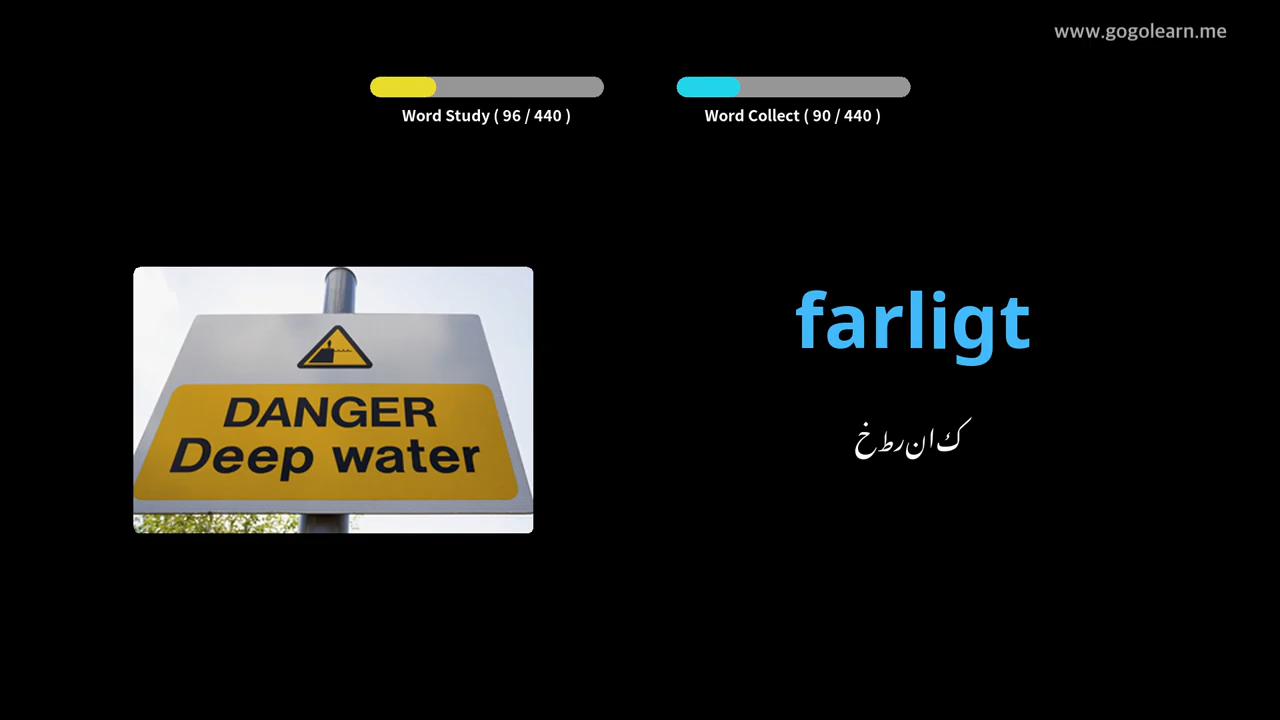 www.gogolearn.me
Word Study ( 96 / 440 )
Word Collect ( 90 / 440 )
DANGER
Deep water
farligt
خطرناک